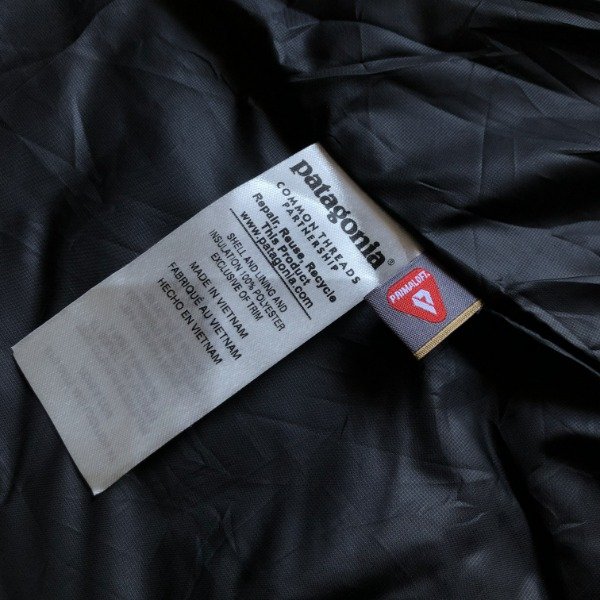 patagonia®
COMMON THREADS
PARTNERSHIP
Repair, Reuse, Recycle
This Product
www.patagonia.com
SHELL AND LINING AND
INSULATION 100% POLYESTER
EXCLUSIVE OF TRIM
MADE IN VIETNAM
FABRIQUÉ AU VIETNAM
HECHO EN VIETNAM
PRIMALOFT®